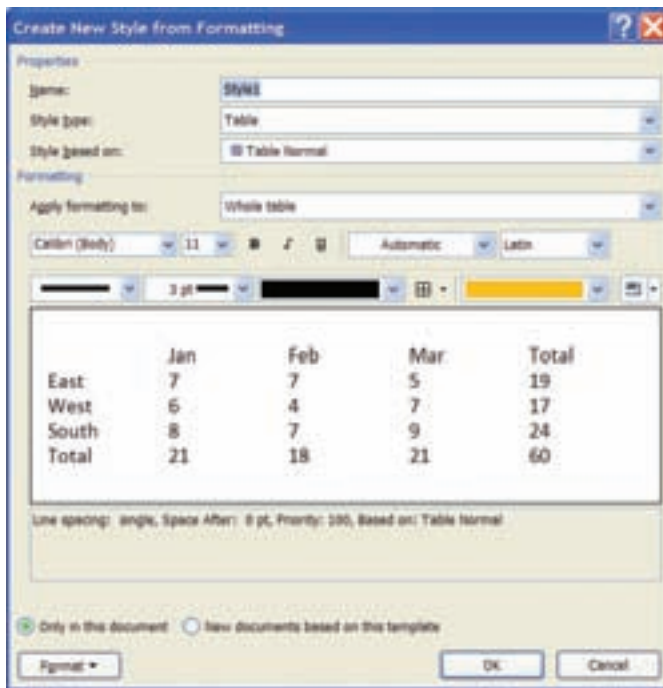 Create New Style from Formatting
Properties
Name: Style1
Style type: Table
Style based on: Table Normal
Formatting
Apply formatting to: Whole table
Calibri (Body) 11 B I U Automatic Latin
3 pt
Jan Feb Mar Total
East 7 7 5 19
West 6 4 7 17
South 8 7 9 24
Total 21 18 21 60
Line spacing: single, Space After: 0 pt, Priority: 100, Based on: Table Normal
Only in this document New documents based on this template
Format OK Cancel